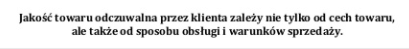 Jakość towaru odczuwalna przez klienta zależy nie tylko od cech towaru,
ale także od sposobu obsługi i warunków sprzedaży.